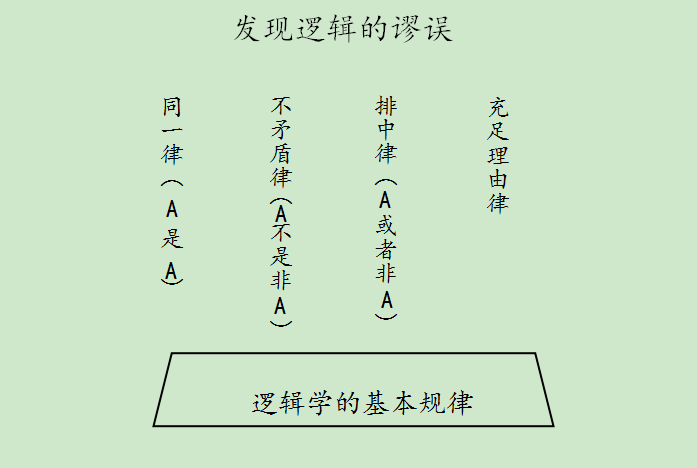 发现逻辑的谬误
同一律（A是A）
不矛盾律（A不是非A）
排中律（A或者非A）
充足理由律
逻辑学的基本规律